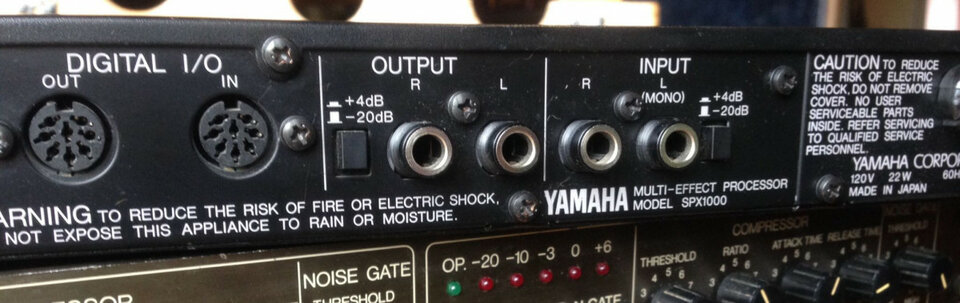 DIGITAL I/O
OUT
IN
OUTPUT
R
L
+4dB
-20dB
INPUT
R
L
(MONO)
+4dB
-20dB
CAUTION TO REDUCE
THE RISK OF ELECTRIC
SHOCK, DO NOT REMOVE
COVER. NO USER
SERVICEABLE PARTS
INSIDE. REFER SERVICING
TO QUALIFIED SERVICE
PERSONNEL.
YAMAHA CORPOR
120V 22W 60H
MADE IN JAPAN
ARNING TO REDUCE THE RISK OF FIRE OR ELECTRIC SHOCK,
NOT EXPOSE THIS APPLIANCE TO RAIN OR MOISTURE.
YAMAHA
MULTI-EFFECT PROCESSOR
MODEL SPX1000
NOISE GATE
THRESHOLD
OP. -20 -10 -3 0 +6
COMPRESSOR
THRESHOLD
RATIO
ATTACK TIME
RELEASE TIME
THRESHOLD